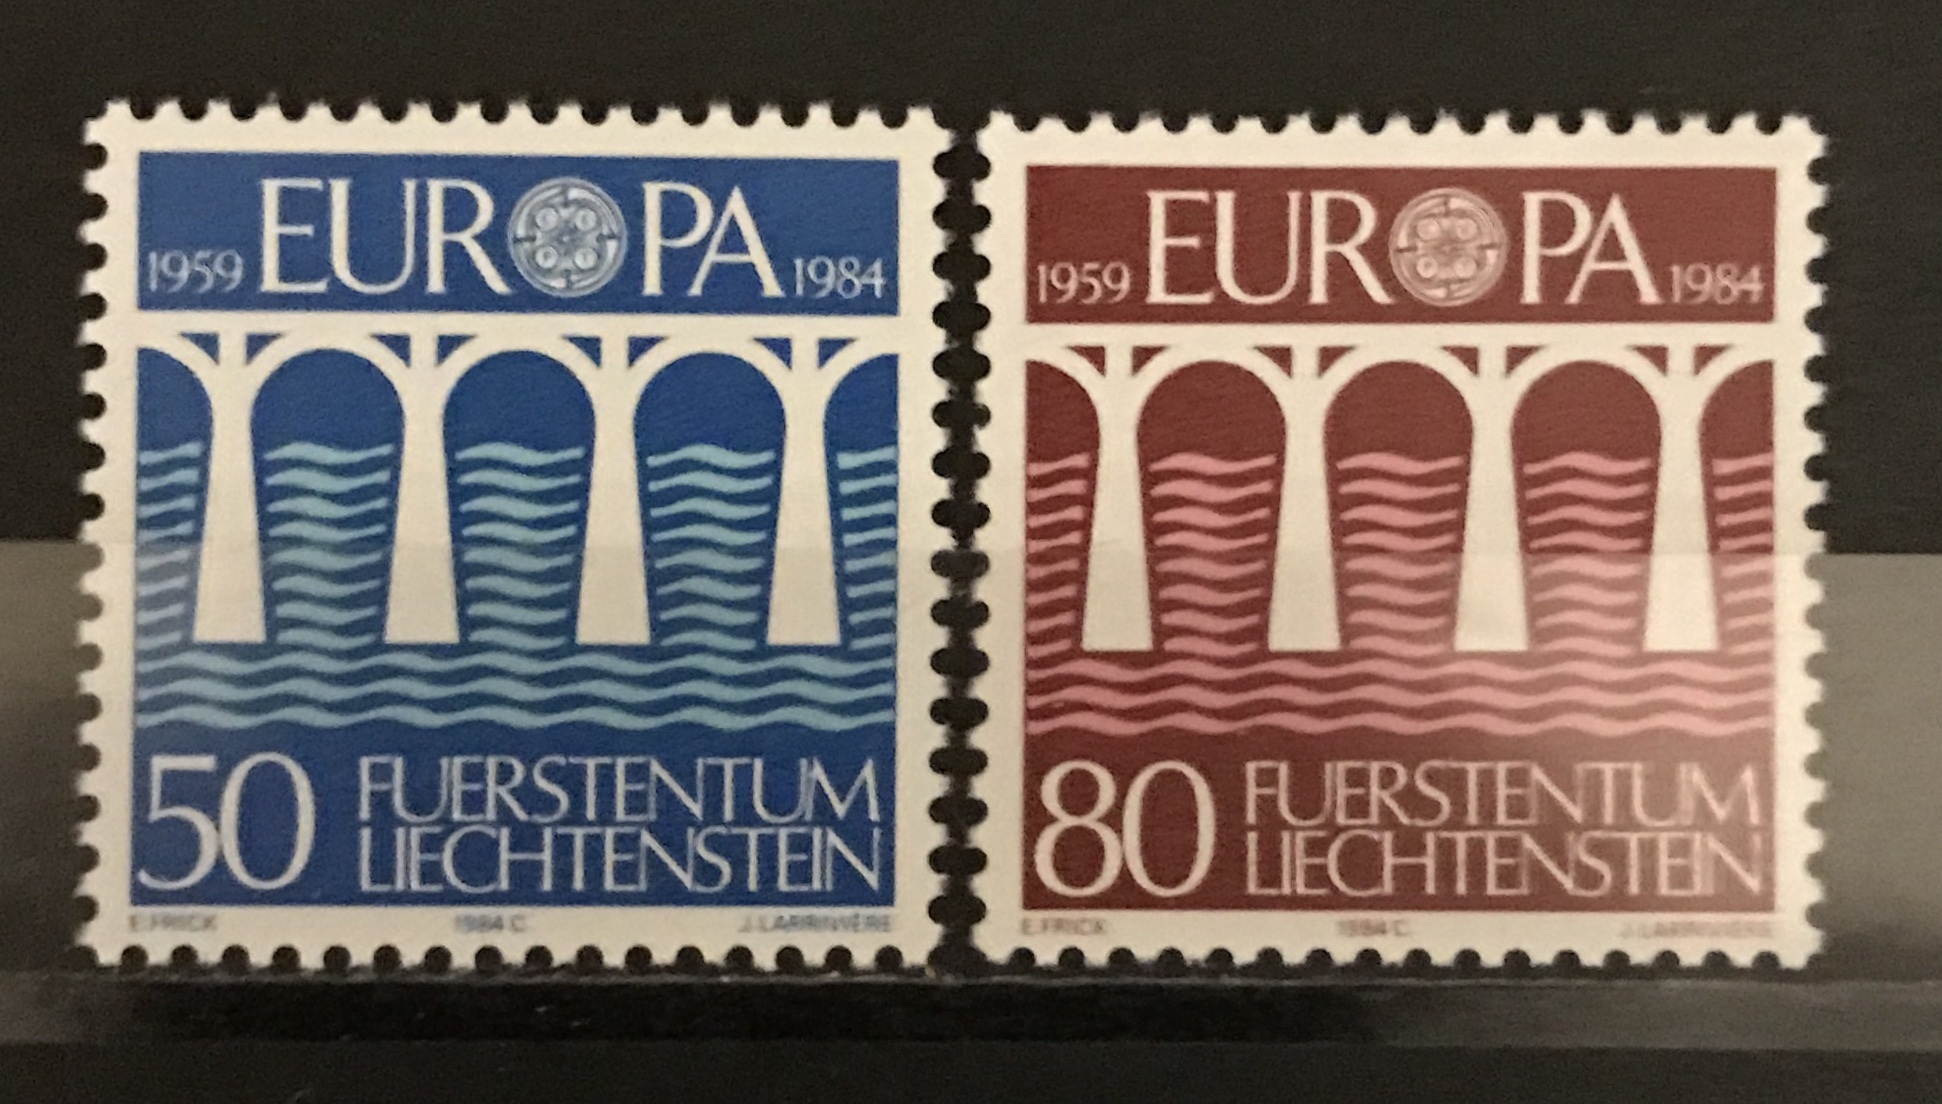 1959 EUROPA 1984
50 FUERSTENTUM
LIECHTENSTEIN
E.FRICK 1984 C J.LARRIVIÈRE
1959 EUROPA 1984
80 FUERSTENTUM
LIECHTENSTEIN
E.FRICK 1984 C J.LARRIVIÈRE